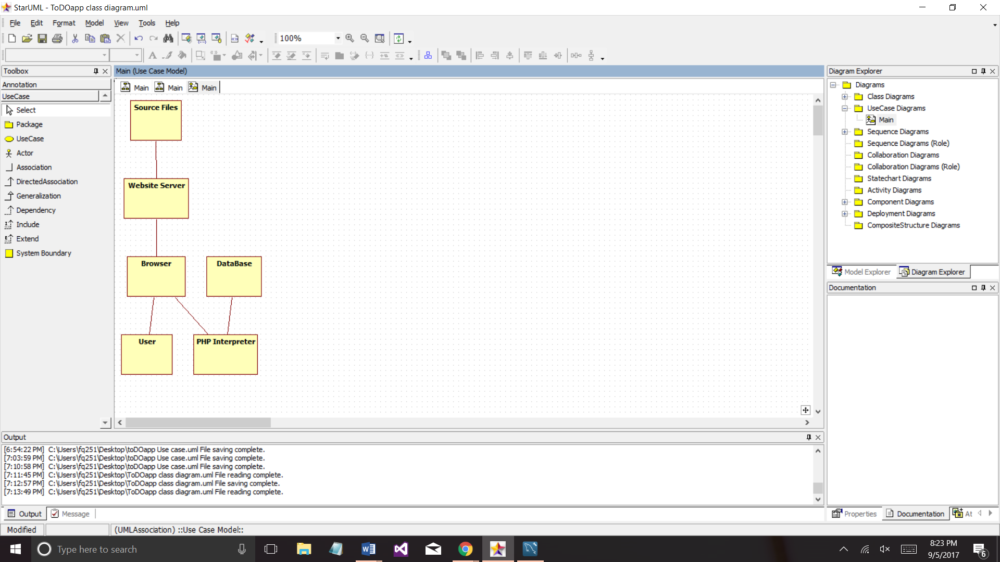 StarUML - ToDOapp class diagram.uml
File Edit Format Model View Tools Help
100%
Toolbox
Annotation
UseCase
Select
Package
UseCase
Actor
Association
DirectedAssociation
Generalization
Dependency
Include
Extend
System Boundary
Main (Use Case Model)
Main Main Main
Source Files
Website Server
Browser DataBase
User PHP Interpreter
Diagram Explorer
Diagrams
Class Diagrams
UseCase Diagrams
Main
Sequence Diagrams
Sequence Diagrams (Role)
Collaboration Diagrams
Collaboration Diagrams (Role)
Statechart Diagrams
Activity Diagrams
Component Diagrams
Deployment Diagrams
CompositeStructure Diagrams
Model Explorer Diagram Explorer
Documentation
Output
[6:54:22 PM] C:\Users\fq251\Desktop\toDOapp Use case.uml File saving complete.
[7:03:59 PM] C:\Users\fq251\Desktop\toDOapp Use case.uml File saving complete.
[7:10:58 PM] C:\Users\fq251\Desktop\toDOapp Use case.uml File saving complete.
[7:11:45 PM] C:\Users\fq251\Desktop\ToDOapp class diagram.uml File reading complete.
[7:12:57 PM] C:\Users\fq251\Desktop\ToDOapp class diagram.uml File saving complete.
[7:13:49 PM] C:\Users\fq251\Desktop\ToDOapp class diagram.uml File reading complete.
Output Message
Properties Documentation At
Modified (UMLAssociation) ::Use Case Model::
Type here to search
8:23 PM
9/5/2017
6